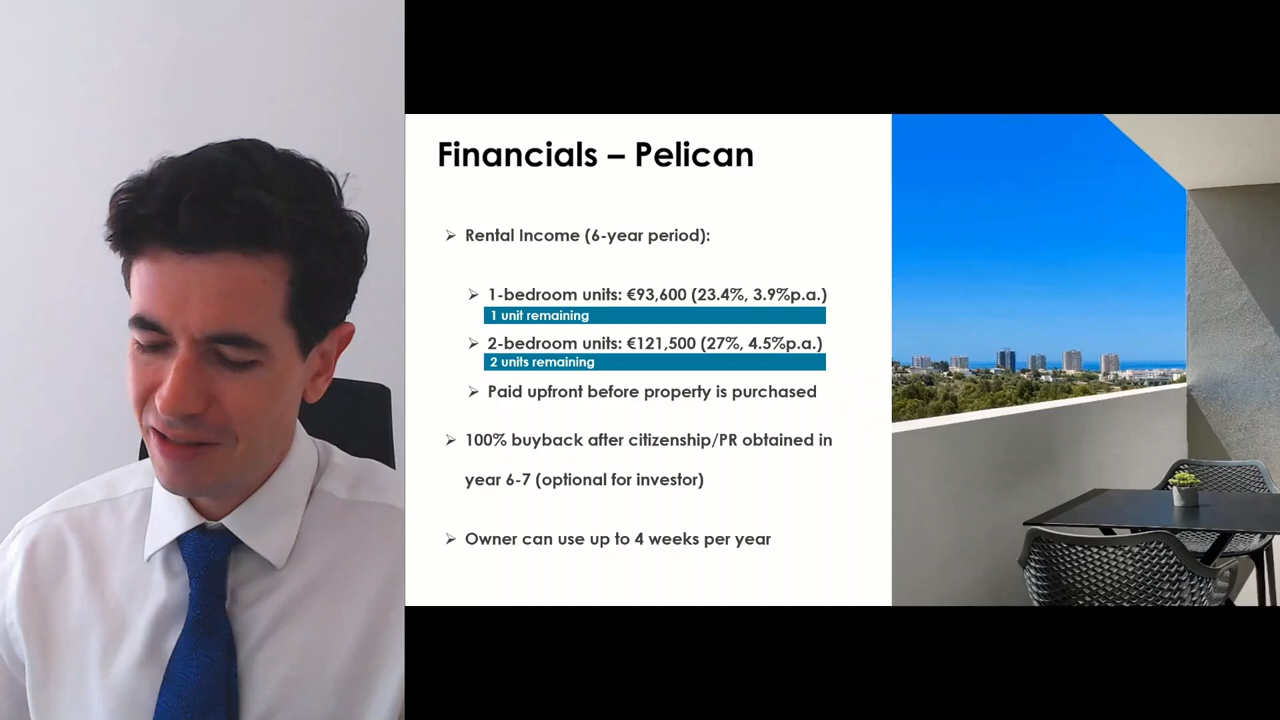 Financials – Pelican
➢ Rental Income (6-year period):
➢ 1-bedroom units: €93,600 (23.4%, 3.9%p.a.)
1 unit remaining
➢ 2-bedroom units: €121,500 (27%, 4.5%p.a.)
2 units remaining
➢ Paid upfront before property is purchased
➢ 100% buyback after citizenship/PR obtained in
year 6-7 (optional for investor)
➢ Owner can use up to 4 weeks per year